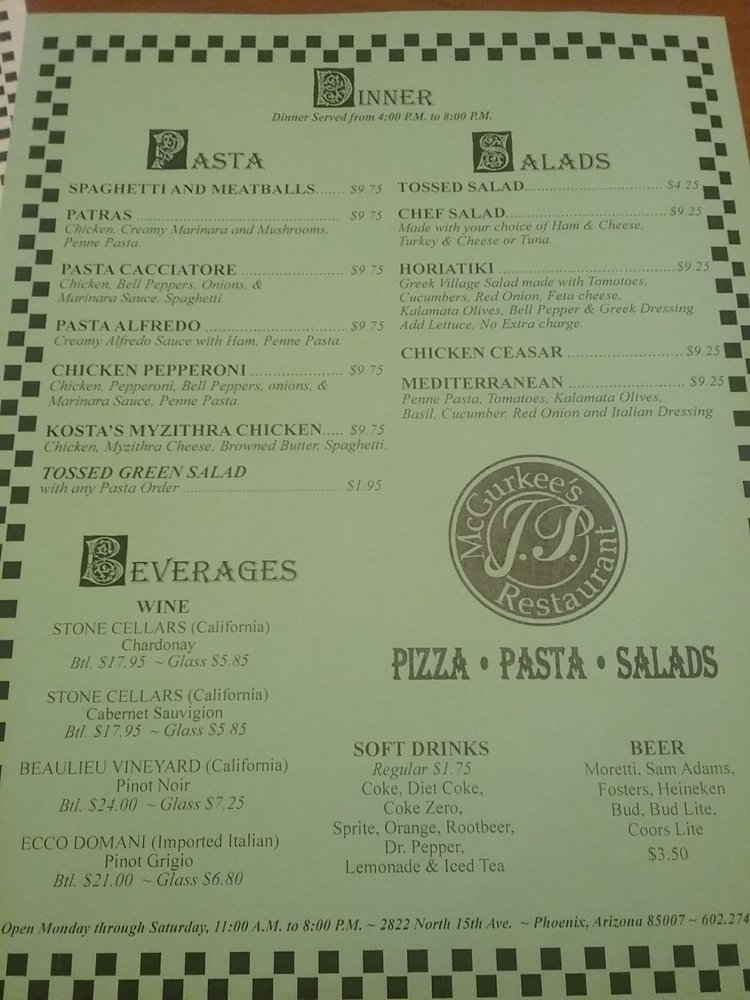 DINNER
Dinner Served from 4:00 P.M. to 8:00 P.M.
PASTA
SPAGHETTI AND MEATBALLS...... $9.75
PATRAS ........................................ $9.75
Chicken, Creamy Marinara and Mushrooms,
Penne Pasta.
PASTA CACCIATORE .................... $9.75
Chicken, Bell Peppers, Onions, &
Marinara Sauce, Spaghetti.
PASTA ALFREDO ........................... $9.75
Creamy Alfredo Sauce with Ham, Penne Pasta.
CHICKEN PEPPERONI .................. $9.75
Chicken, Pepperoni, Bell Peppers, onions, &
Marinara Sauce, Penne Pasta.
KOSTA'S MYZITHRA CHICKEN..... $9.75
Chicken, Myzithra Cheese, Browned Butter, Spaghetti.
TOSSED GREEN SALAD
with any Pasta Order .................................. $1.95
SALADS
TOSSED SALAD.............................. $4.25
CHEF SALAD................................... $9.25
Made with your choice of Ham & Cheese,
Turkey & Cheese or Tuna.
HORIATIKI ...................................... $9.25
Greek Village Salad made with Tomotoes,
Cucumbers, Red Onion, Feta cheese,
Kalamata Olives, Bell Pepper & Greek Dressing
Add Lettuce, No Extra charge.
CHICKEN CEASAR ......................... $9.25
MEDITERRANEAN ......................... $9.25
Penne Pasta, Tomatoes, Kalamata Olives,
Basil, Cucumber, Red Onion and Italian Dressing
McGurkee's
J.P.
Restaurant
PIZZA • PASTA • SALADS
BEVERAGES
WINE
STONE CELLARS (California)
Chardonay
Btl. $17.95 ~ Glass $5.85
STONE CELLARS (California)
Cabernet Sauvigion
Btl. $17.95 ~ Glass $5.85
BEAULIEU VINEYARD (California)
Pinot Noir
Btl. $24.00 ~ Glass $7.25
ECCO DOMANI (Imported Italian)
Pinot Grigio
Btl. $21.00 ~ Glass $6.80
SOFT DRINKS
Regular $1.75
Coke, Diet Coke,
Coke Zero,
Sprite, Orange, Rootbeer,
Dr. Pepper,
Lemonade & Iced Tea
BEER
Moretti, Sam Adams,
Fosters, Heineken
Bud, Bud Lite,
Coors Lite
$3.50
Open Monday through Saturday, 11:00 A.M. to 8:00 P.M. ~ 2822 North 15th Ave. ~ Phoenix, Arizona 85007 ~ 602.274